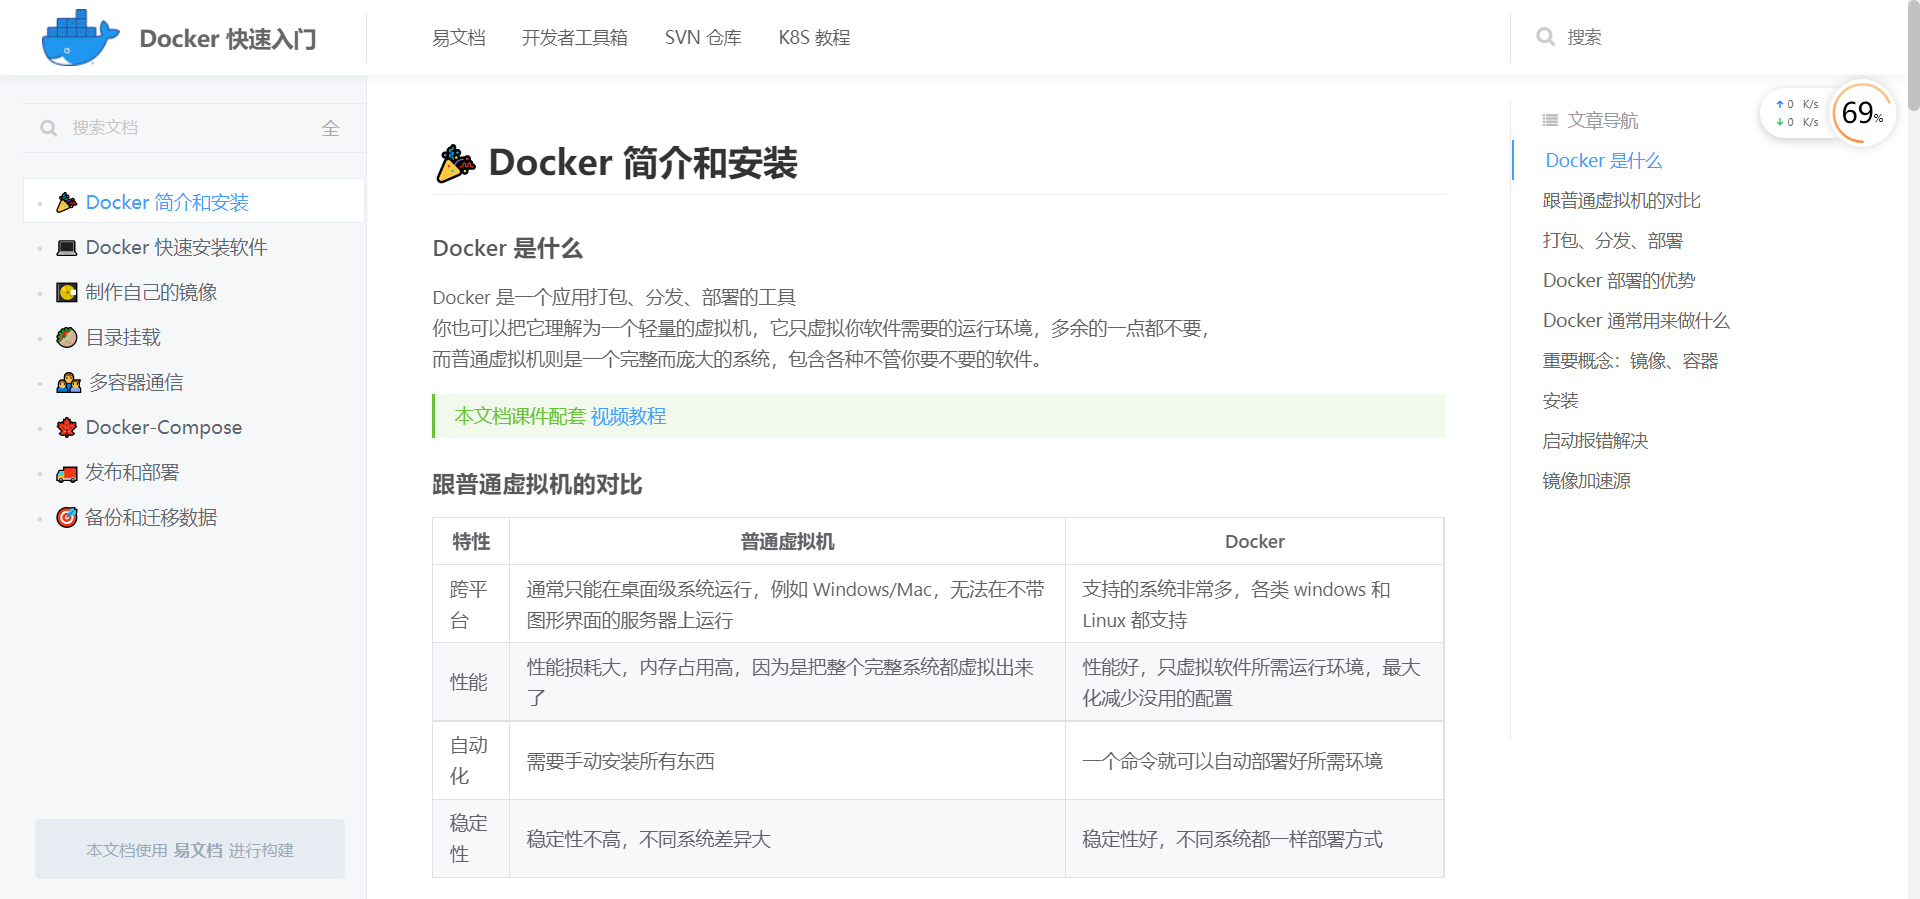 Docker 快速入门
易文档
开发者工具箱
SVN 仓库
K8S 教程
搜索
搜索文档
全
Docker 简介和安装
Docker 快速安装软件
制作自己的镜像
目录挂载
多容器通信
Docker-Compose
发布和部署
备份和迁移数据
本文档使用 易文档 进行构建
Docker 简介和安装
Docker 是什么
Docker 是一个应用打包、分发、部署的工具
你也可以把它理解为一个轻量的虚拟机，它只虚拟你软件需要的运行环境，多余的一点都不要，
而普通虚拟机则是一个完整而庞大的系统，包含各种不管你要不要的软件。
本文档课件配套 视频教程
跟普通虚拟机的对比
特性
普通虚拟机
Docker
跨平
台
通常只能在桌面级系统运行，例如 Windows/Mac，无法在不带
图形界面的服务器上运行
支持的系统非常多，各类 windows 和
Linux 都支持
性能
性能损耗大，内存占用高，因为是把整个完整系统都虚拟出来
了
性能好，只虚拟软件所需运行环境，最大
化减少没用的配置
自动
化
需要手动安装所有东西
一个命令就可以自动部署好所需环境
稳定
性
稳定性不高，不同系统差异大
稳定性好，不同系统都一样部署方式
文章导航
Docker 是什么
跟普通虚拟机的对比
打包、分发、部署
Docker 部署的优势
Docker 通常用来做什么
重要概念：镜像、容器
安装
启动报错解决
镜像加速源
↑ 0 K/s
↓ 0 K/s
69%